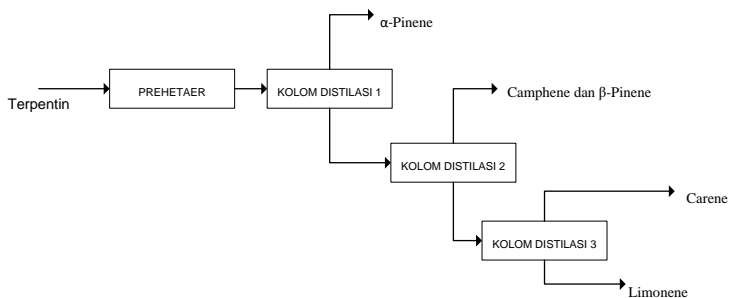 α-Pinene
Terpentin
PREHETAER
KOLOM DISTILASI 1
Camphene dan β-Pinene
KOLOM DISTILASI 2
Carene
KOLOM DISTILASI 3
Limonene